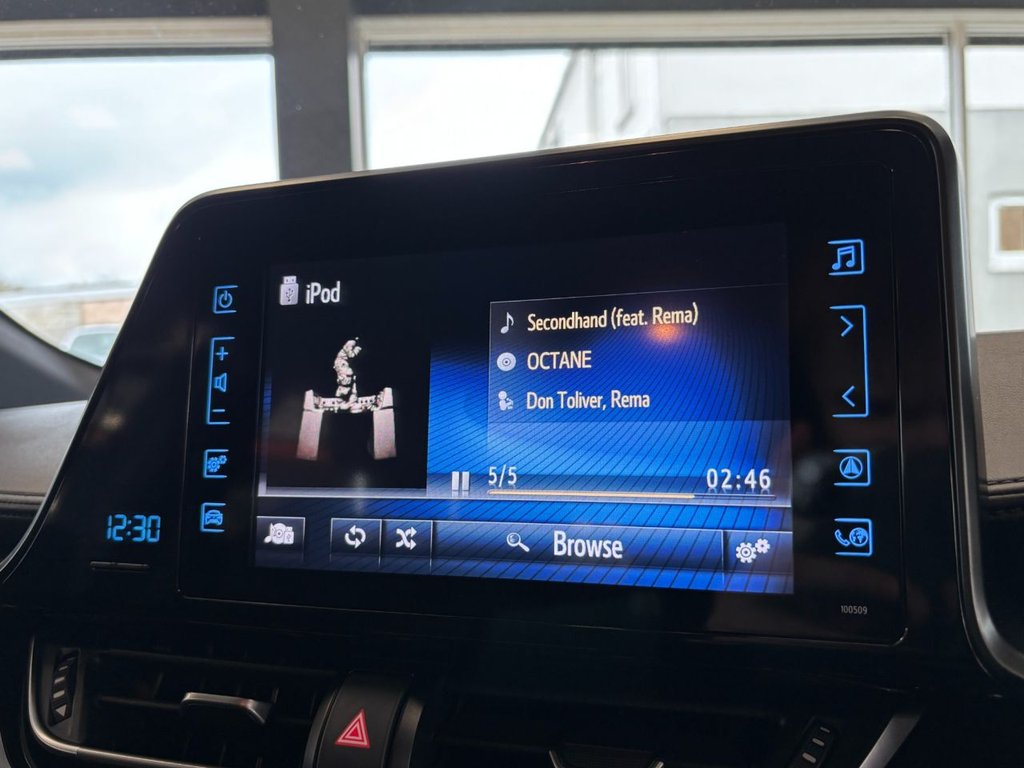 iPod
Secondhand (feat. Rema)
OCTANE
Don Toliver, Rema
5/5
02:46
Browse
12:30
100509